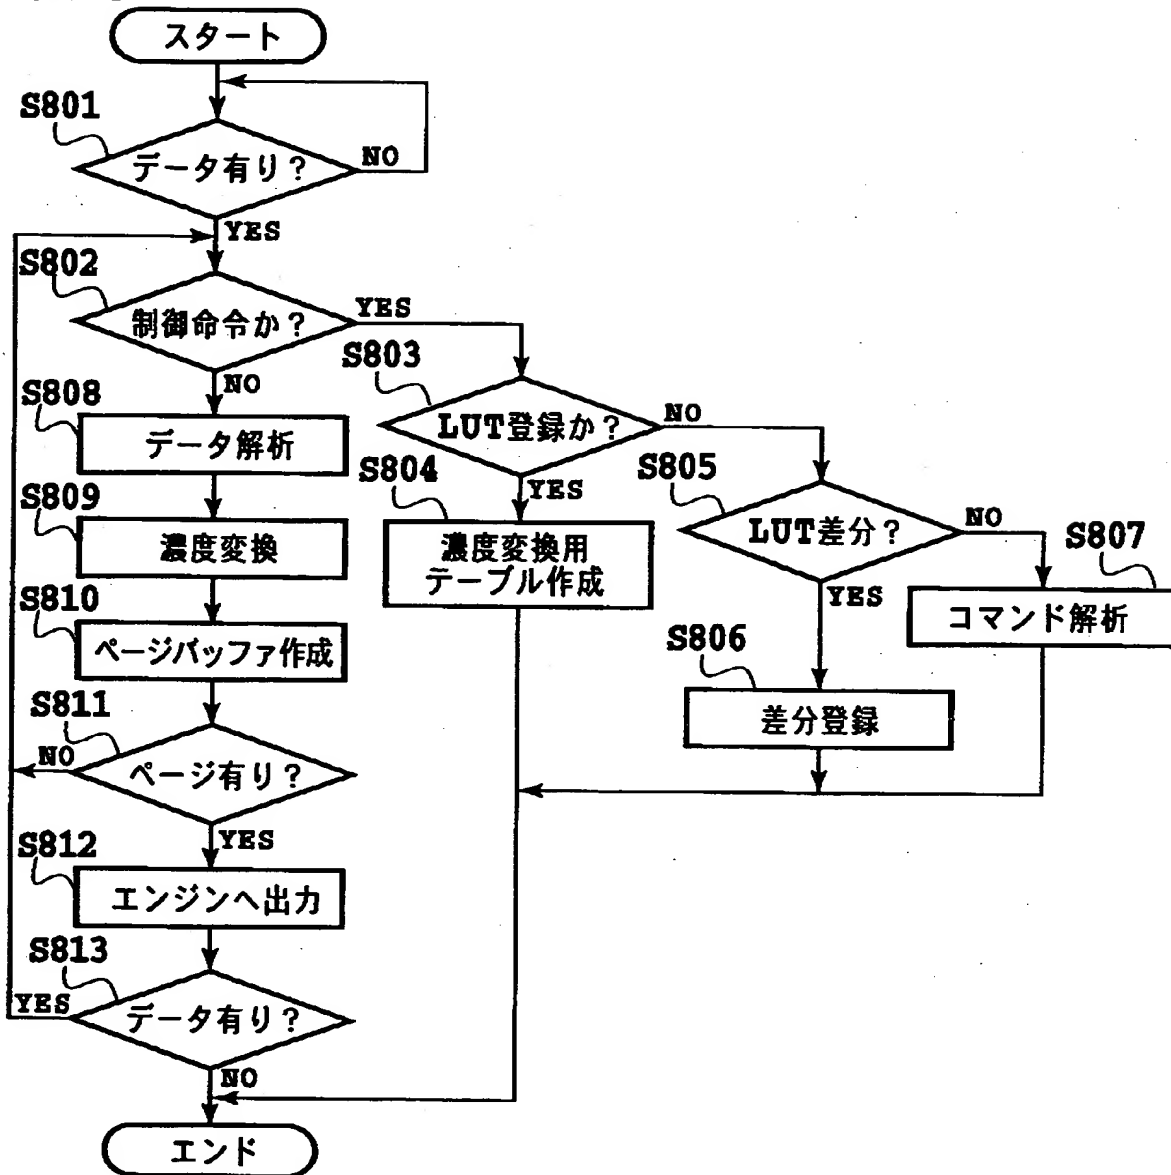 スタート
S801
データ有り？
NO
YES
S802
制御命令か？
YES
NO
S803
LUT登録か？
NO
YES
S804
濃度変換用
テーブル作成
S805
LUT差分？
NO
YES
S807
コマンド解析
S806
差分登録
S808
データ解析
S809
濃度変換
S810
ページバッファ作成
S811
ページ有り？
NO
YES
S812
エンジンへ出力
S813
データ有り？
YES
NO
エンド